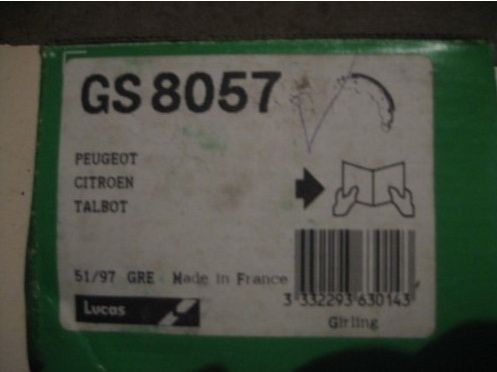 GS 8057
PEUGEOT
CITROEN
TALBOT
51/97 GRE Made in France
Lucas
3 332293 630143
Girling